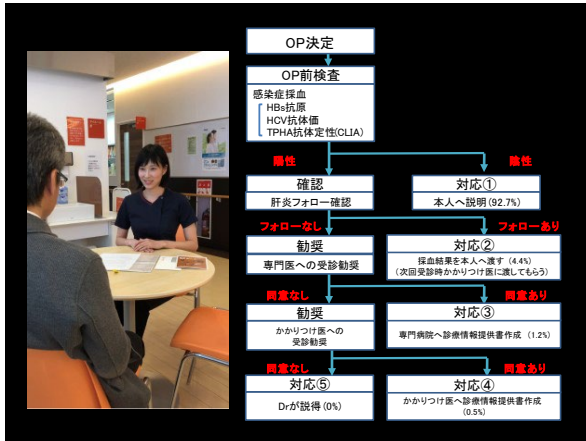 OP決定
OP前検査
感染症採血
HBs抗原
HCV抗体価
TPHA抗体定性(CLIA)
陽性
陰性
確認
肝炎フォロー確認
対応①
本人へ説明(92.7%)
フォローなし
フォローあり
勧奨
専門医への受診勧奨
対応②
採血結果を本人へ渡す (4.4%)
(次回受診時かかりつけ医に渡してもらう)
同意なし
同意あり
勧奨
かかりつけ医への
受診勧奨
対応③
専門病院へ診療情報提供書作成 (1.2%)
同意なし
同意あり
対応⑤
Drが説得(0%)
対応④
かかりつけ医へ診療情報提供書作成
(0.5%)